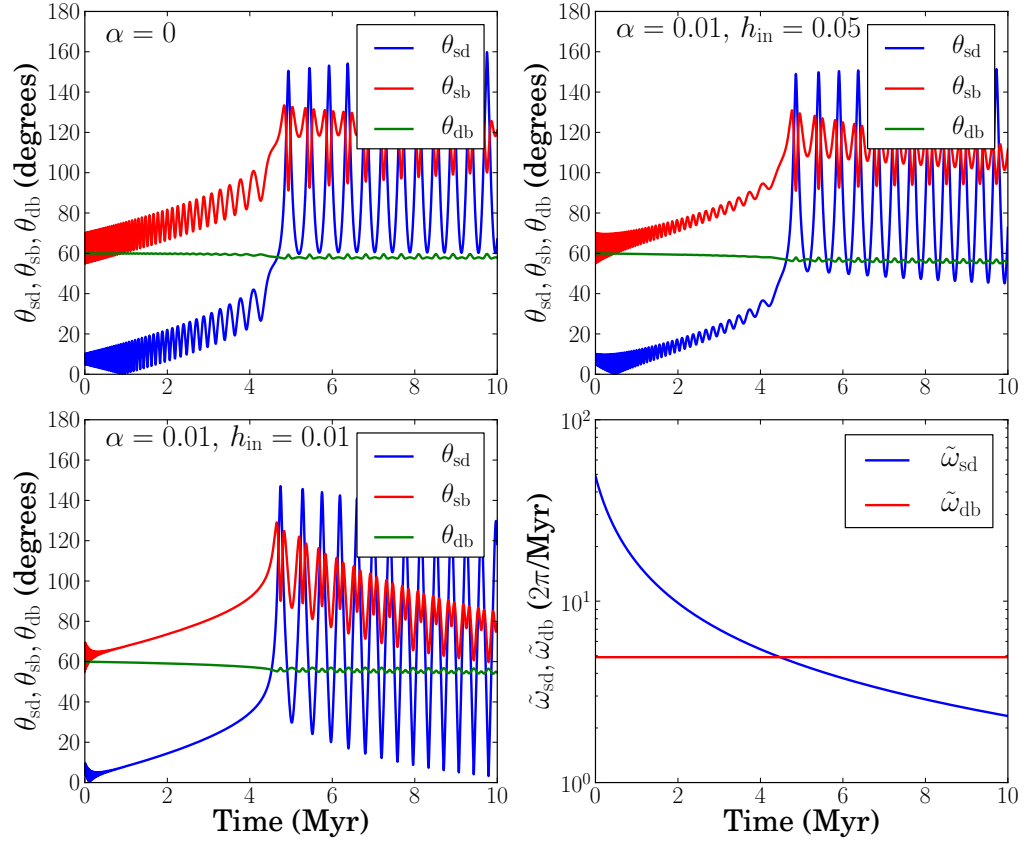 α = 0
θsd
θsb
θdb
θsd, θsb, θdb (degrees)
180
160
140
120
100
80
60
40
20
0
0 2 4 6 8 10
α = 0.01, hin = 0.05
θsd
θsb
θdb
θsd, θsb, θdb (degrees)
180
160
140
120
100
80
60
40
20
0
0 2 4 6 8 10
α = 0.01, hin = 0.01
θsd
θsb
θdb
θsd, θsb, θdb (degrees)
180
160
140
120
100
80
60
40
20
0
0 2 4 6 8 10
Time (Myr)
ω̃sd
ω̃db
ω̃sd, ω̃db (2π/Myr)
10²
10¹
10⁰
0 2 4 6 8 10
Time (Myr)